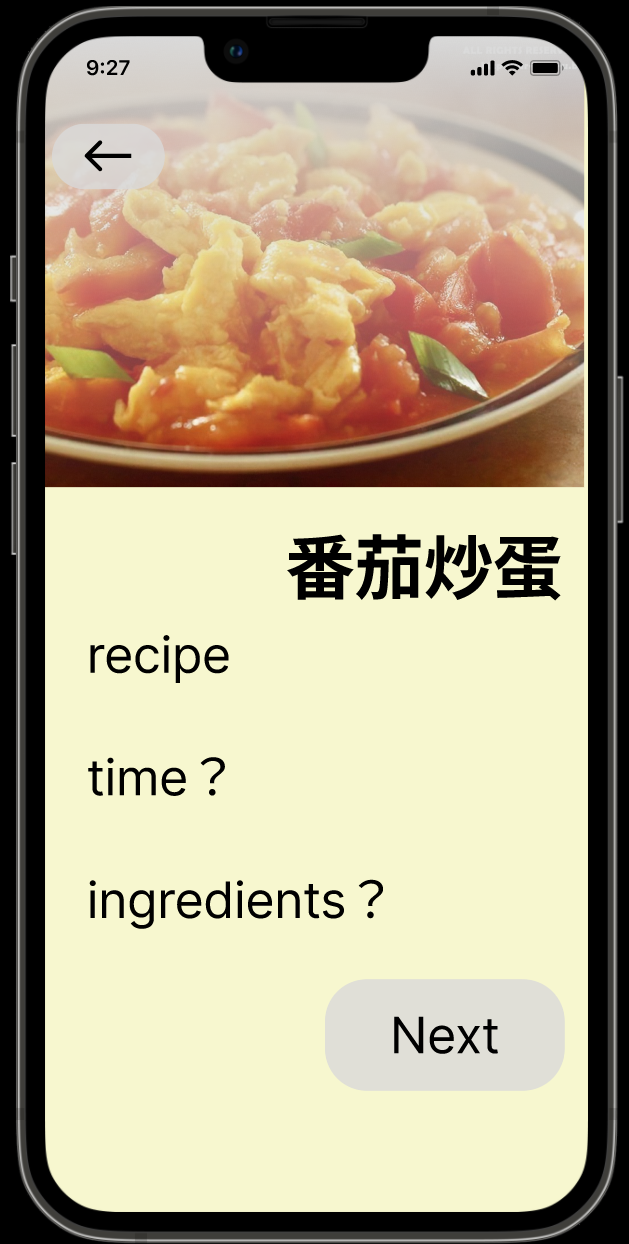 9:27
番茄炒蛋
recipe
time？
ingredients？
Next